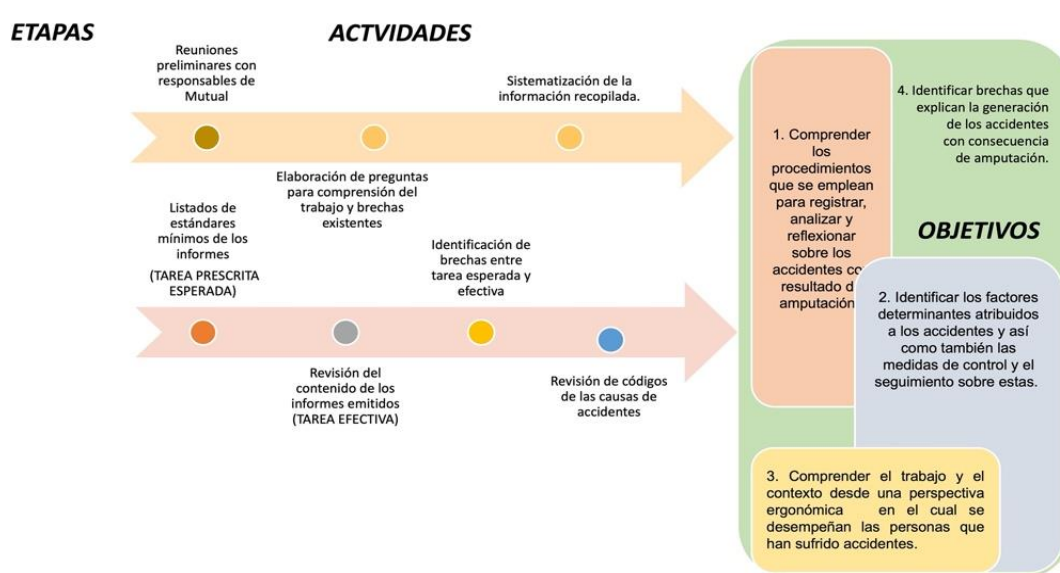 ETAPAS
ACTVIDADES
Reuniones
preliminares con
responsables de
Mutual
Sistematización de la
información recopilada.
Elaboración de preguntas
para comprensión del
trabajo y brechas
existentes
Listados de
estándares
mínimos de los
informes
(TAREA PRESCRITA
ESPERADA)
Identificación de
brechas entre
tarea esperada y
efectiva
Revisión del
contenido de los
informes emitidos
(TAREA EFECTIVA)
Revisión de códigos
de las causas de
accidentes
1. Comprender
los
procedimientos
que se emplean
para registrar,
analizar y
reflexionar
sobre los
accidentes co
resultado d
amputación
4. Identificar brechas que
explican la generación
de los accidentes
con consecuencia
de amputación.
OBJETIVOS
2. Identificar los factores
determinantes atribuidos
a los accidentes y así
como también las
medidas de control y el
seguimiento sobre estas.
3. Comprender el trabajo y el
contexto desde una perspectiva
ergonómica en el cual se
desempeñan las personas que
han sufrido accidentes.